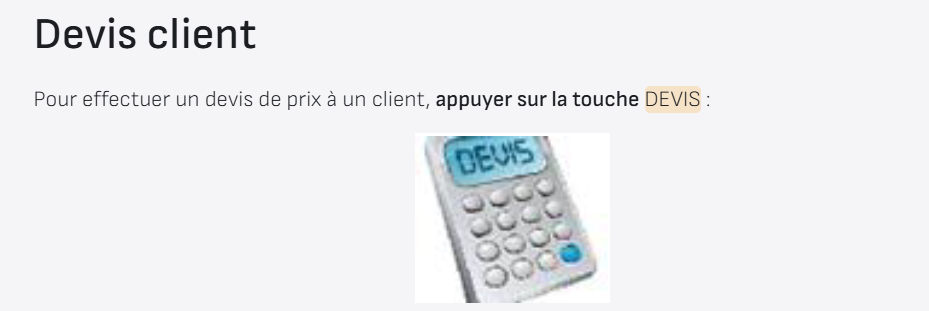 Devis client
Pour effectuer un devis de prix à un client, appuyer sur la touche DEVIS :
DEVIS